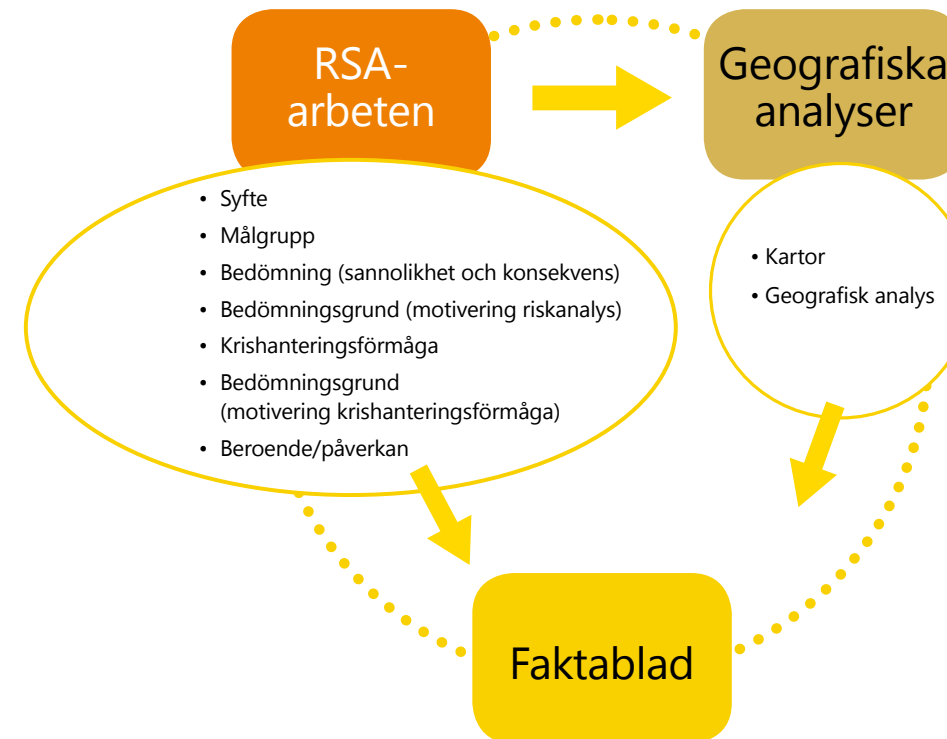 RSA-
arbeten
Geografiska
analyser
• Syfte
• Målgrupp
• Bedömning (sannolikhet och konsekvens)
• Bedömningsgrund (motivering riskanalys)
• Krishanteringsförmåga
• Bedömningsgrund
(motivering krishanteringsförmåga)
• Beroende/påverkan
• Kartor
• Geografisk analys
Faktablad